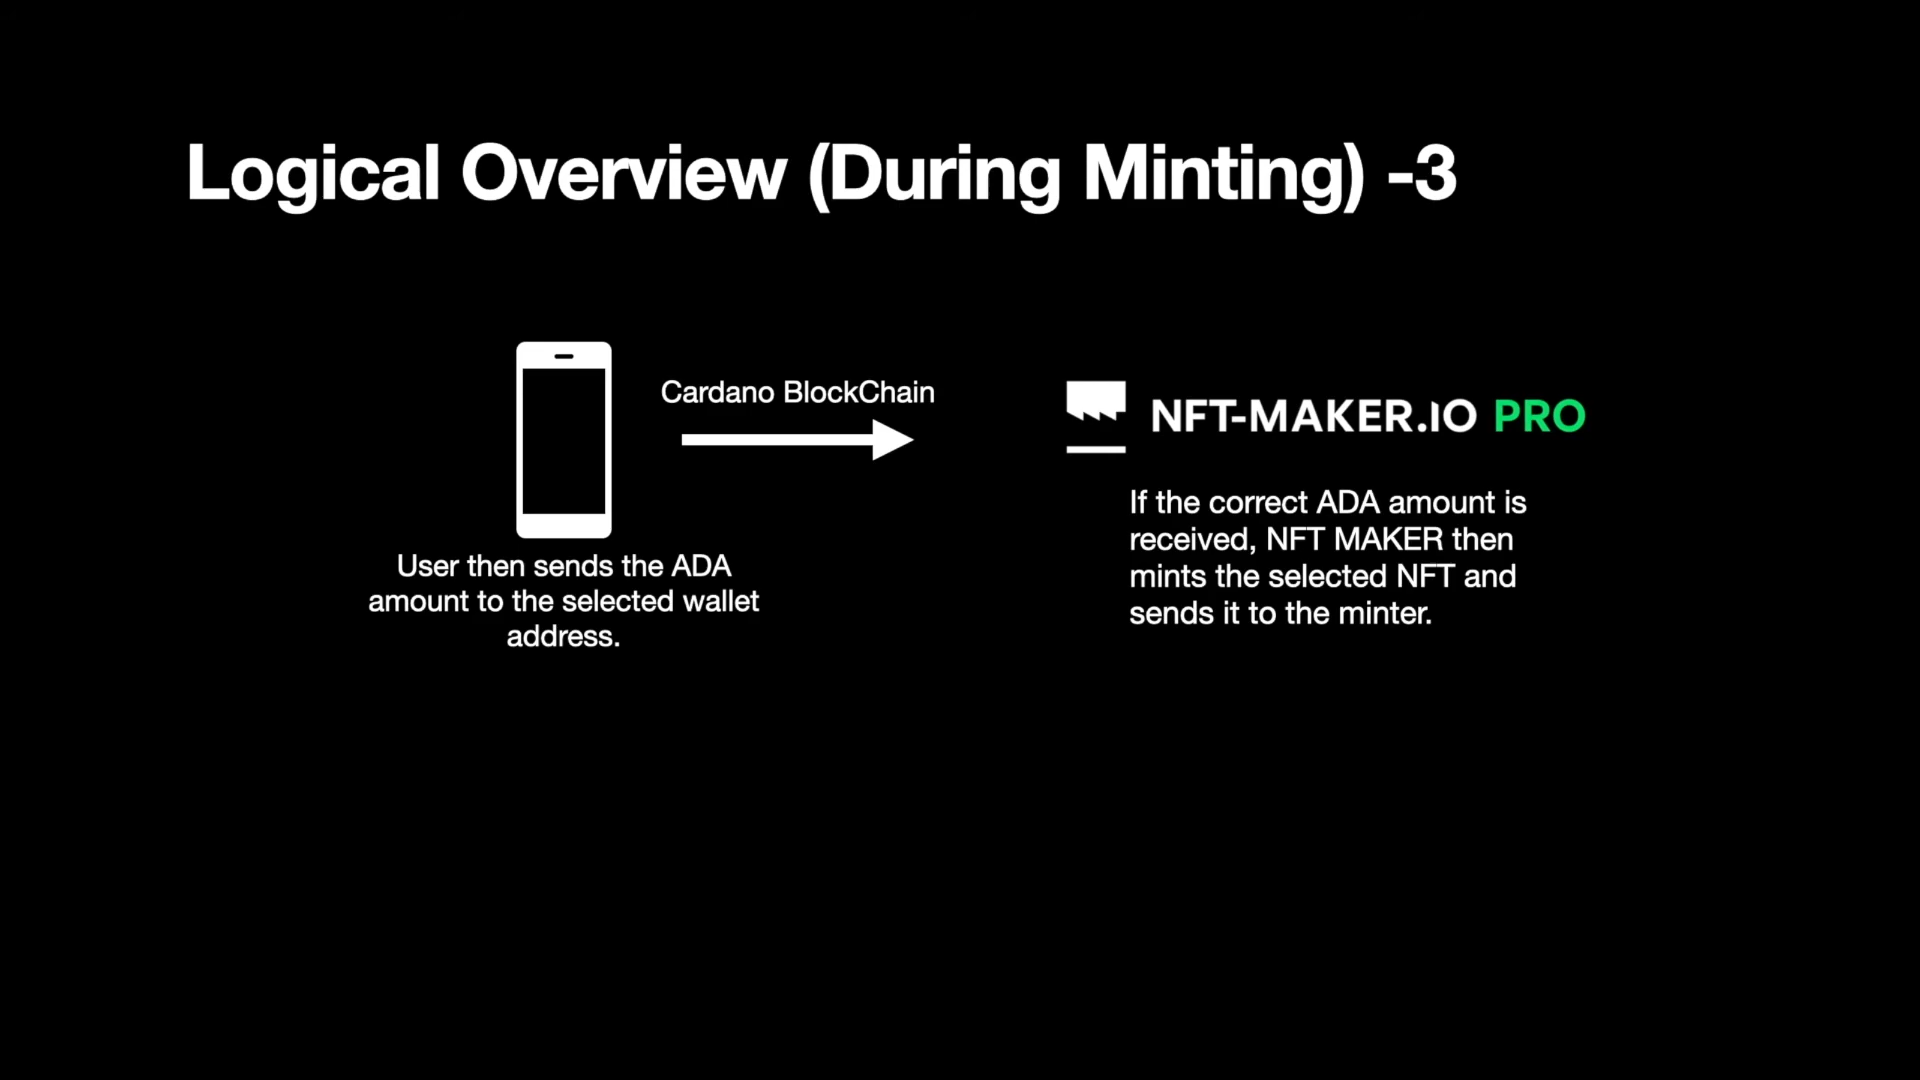 Logical Overview (During Minting) -3
Cardano BlockChain
NFT-MAKER.IO PRO
User then sends the ADA
amount to the selected wallet
address.
If the correct ADA amount is
received, NFT MAKER then
mints the selected NFT and
sends it to the minter.